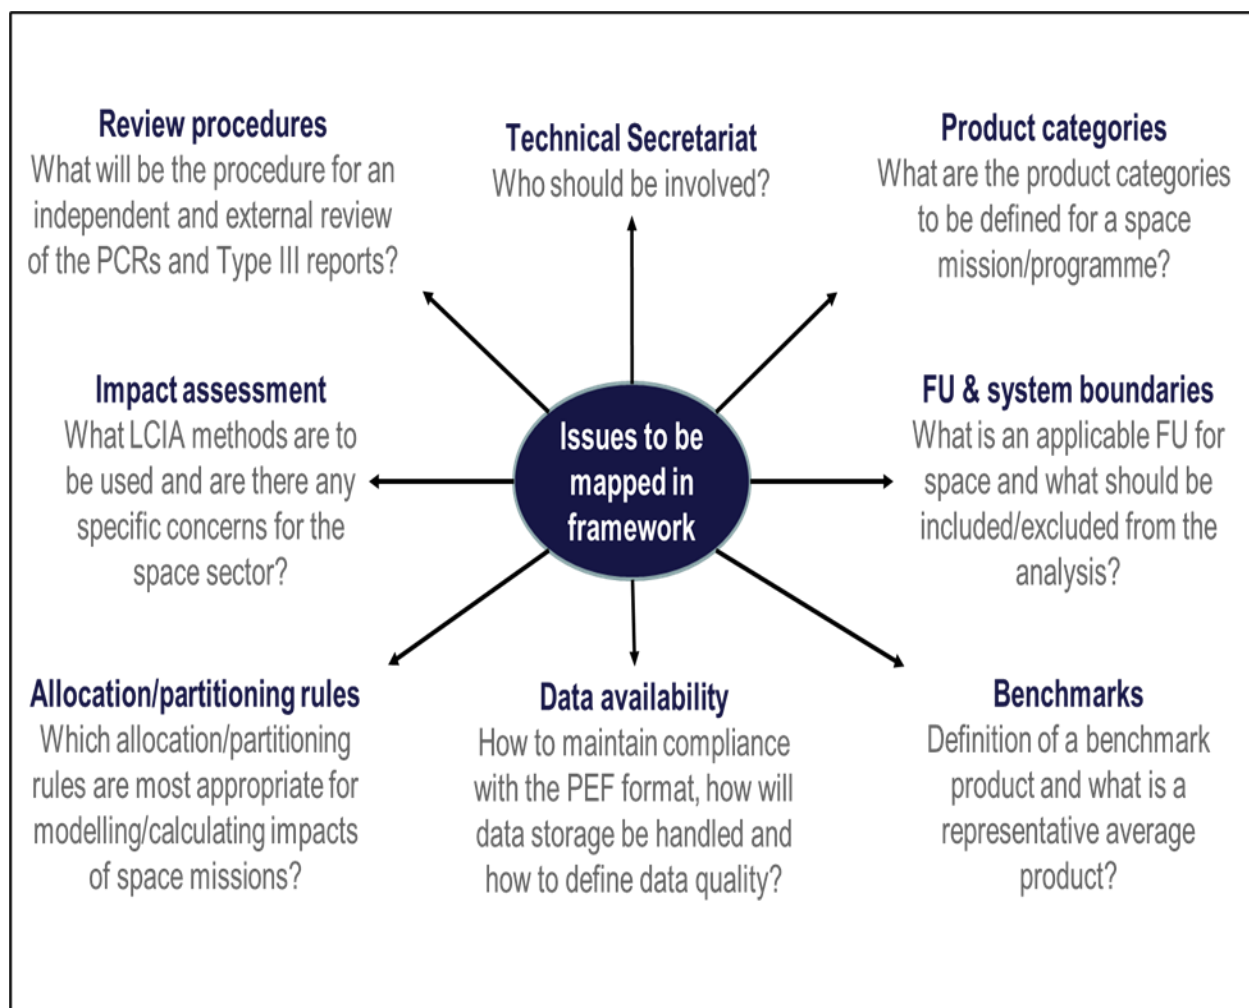 Review procedures
What will be the procedure for an
independent and external review
of the PCRs and Type III reports?
Technical Secretariat
Who should be involved?
Product categories
What are the product categories
to be defined for a space
mission/programme?
Impact assessment
What LCIA methods are to
be used and are there any
specific concerns for the
space sector?
Issues to be
mapped in
framework
FU & system boundaries
What is an applicable FU for
space and what should be
included/excluded from the
analysis?
Allocation/partitioning rules
Which allocation/partitioning
rules are most appropriate for
modelling/calculating impacts
of space missions?
Data availability
How to maintain compliance
with the PEF format, how will
data storage be handled and
how to define data quality?
Benchmarks
Definition of a benchmark
product and what is a
representative average
product?